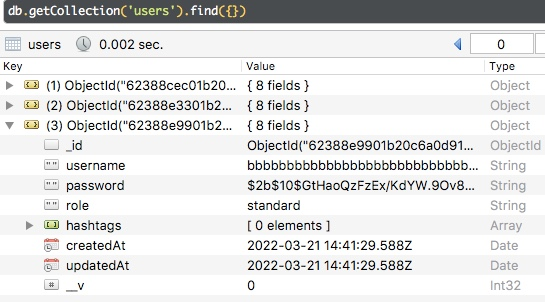 db.getCollection('users').find({})
users 0.002 sec. 0
Key Value Type
(1) ObjectId("62388cec01b20... { 8 fields } Object
(2) ObjectId("62388e3301b2... { 8 fields } Object
(3) ObjectId("62388e9901b2... { 8 fields } Object
_id ObjectId("62388e9901b20c6a0d91... ObjectId
"" username bbbbbbbbbbbbbbbbbbbbbbbbbbbb... String
"" password $2b$10$GtHaoQzFzEx/KdYW.9Ov8... String
"" role standard String
hashtags [ 0 elements ] Array
createdAt 2022-03-21 14:41:29.588Z Date
updatedAt 2022-03-21 14:41:29.588Z Date
# __v 0 Int32